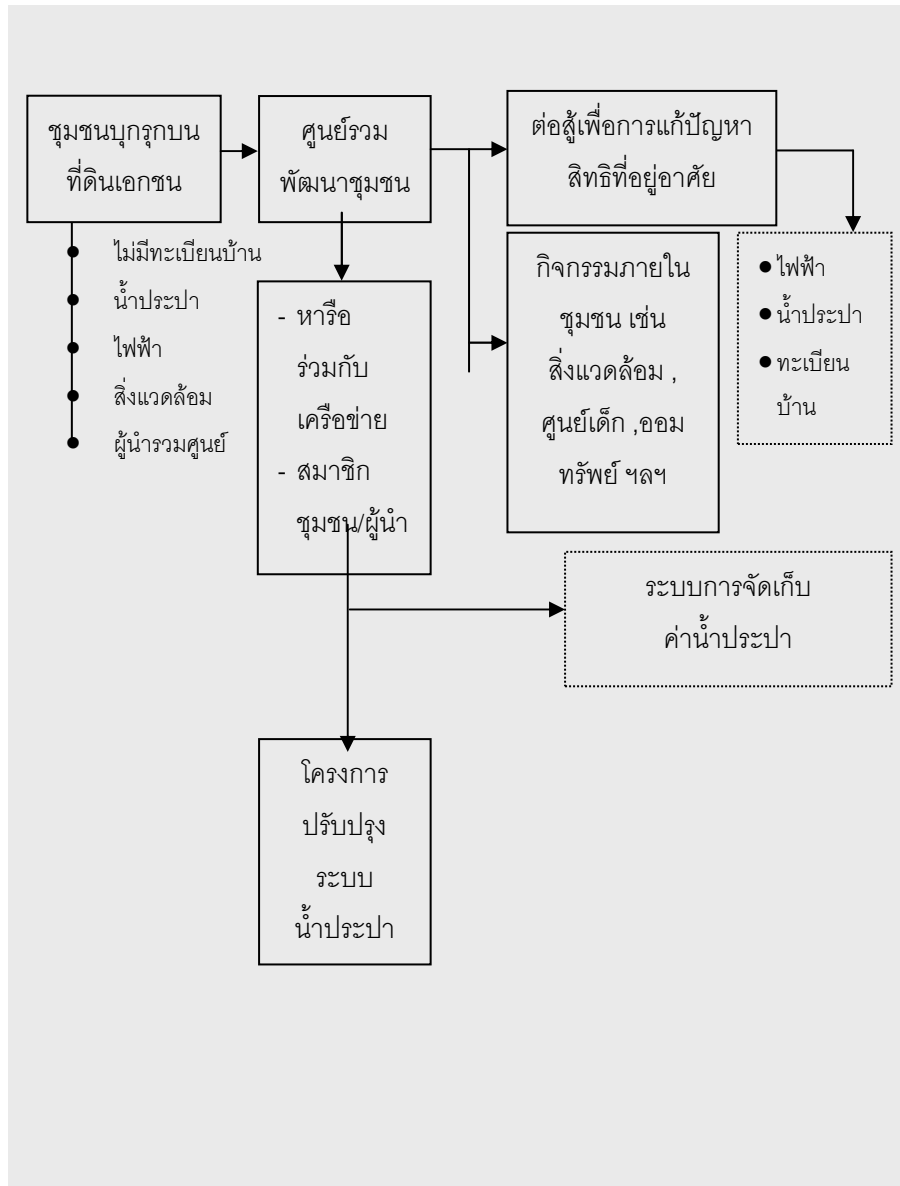 ชุมชนบุกรุกบน
ที่ดินเอกชน
ไม่มีทะเบียนบ้าน
น้ำประปา
ไฟฟ้า
สิ่งแวดล้อม
ผู้นำรวมศูนย์
ศูนย์รวม
พัฒนาชุมชน
- หารือ
ร่วมกับ
เครือข่าย
- สมาชิก
ชุมชน/ผู้นำ
ต่อสู้เพื่อการแก้ปัญหา
สิทธิที่อยู่อาศัย
กิจกรรมภายใน
ชุมชน เช่น
สิ่งแวดล้อม ,
ศูนย์เด็ก ,ออม
ทรัพย์ ฯลฯ
ไฟฟ้า
น้ำประปา
ทะเบียน
บ้าน
ระบบการจัดเก็บ
ค่าน้ำประปา
โครงการ
ปรับปรุง
ระบบ
น้ำประปา